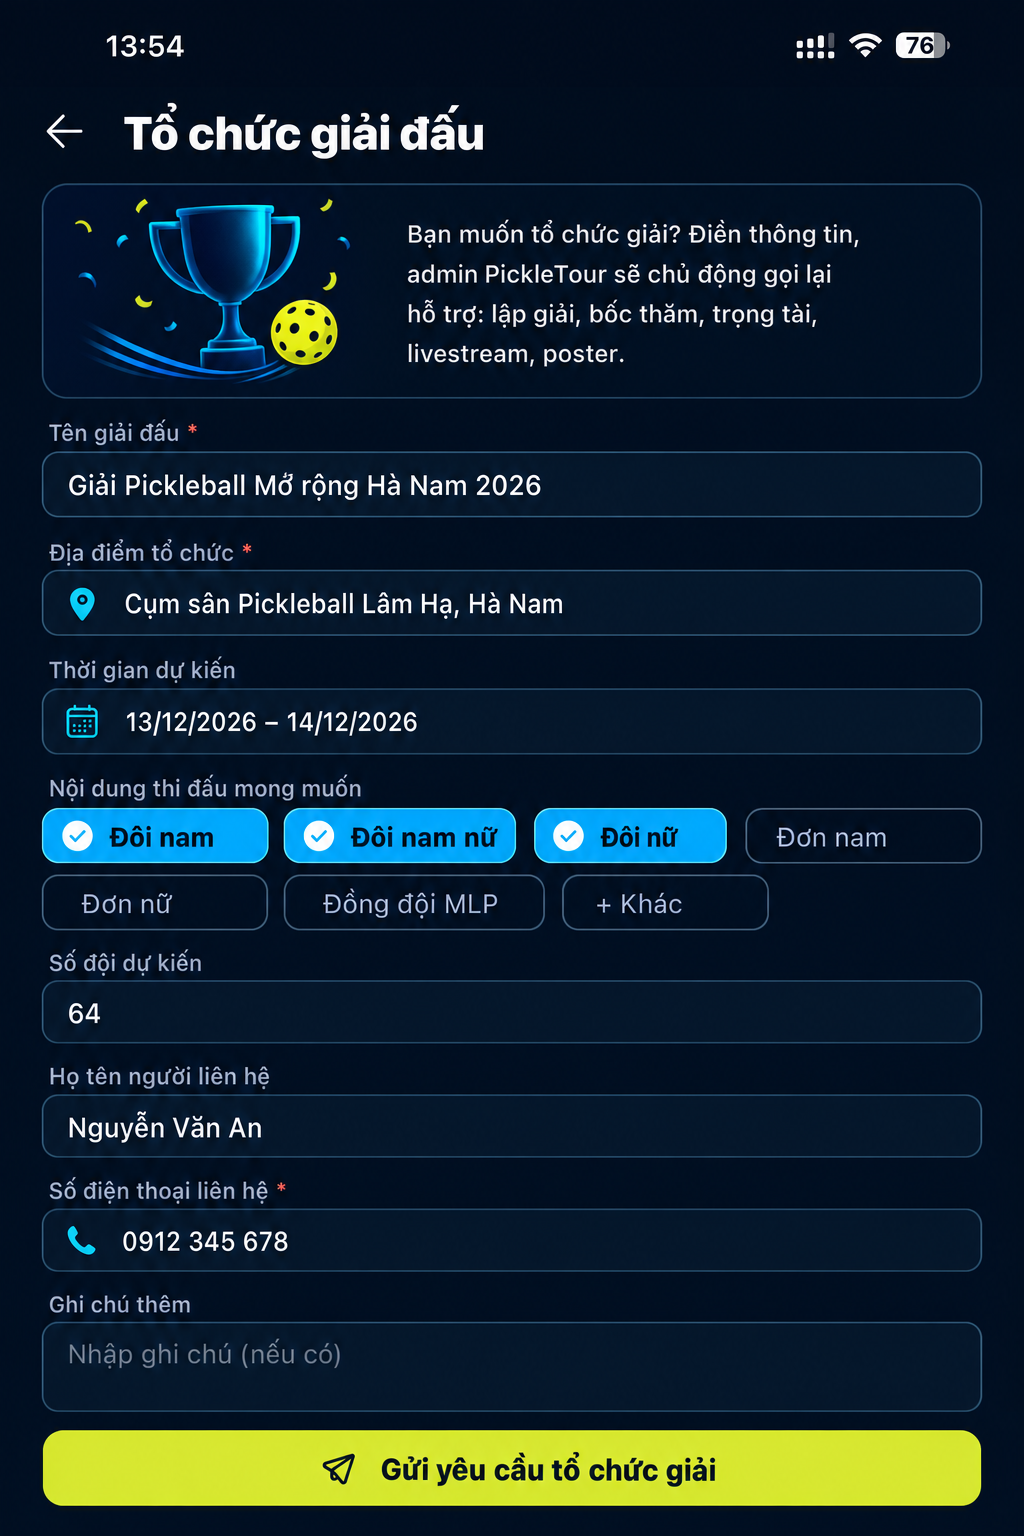 13:54
76
Tổ chức giải đấu
Bạn muốn tổ chức giải? Điền thông tin,
admin PickleTour sẽ chủ động gọi lại
hỗ trợ: lập giải, bốc thăm, trọng tài,
livestream, poster.
Tên giải đấu *
Giải Pickleball Mở rộng Hà Nam 2026
Địa điểm tổ chức *
Cụm sân Pickleball Lâm Hạ, Hà Nam
Thời gian dự kiến
13/12/2026 – 14/12/2026
Nội dung thi đấu mong muốn
Đôi nam
Đôi nam nữ
Đôi nữ
Đơn nam
Đơn nữ
Đồng đội MLP
+ Khác
Số đội dự kiến
64
Họ tên người liên hệ
Nguyễn Văn An
Số điện thoại liên hệ *
0912 345 678
Ghi chú thêm
Nhập ghi chú (nếu có)
Gửi yêu cầu tổ chức giải